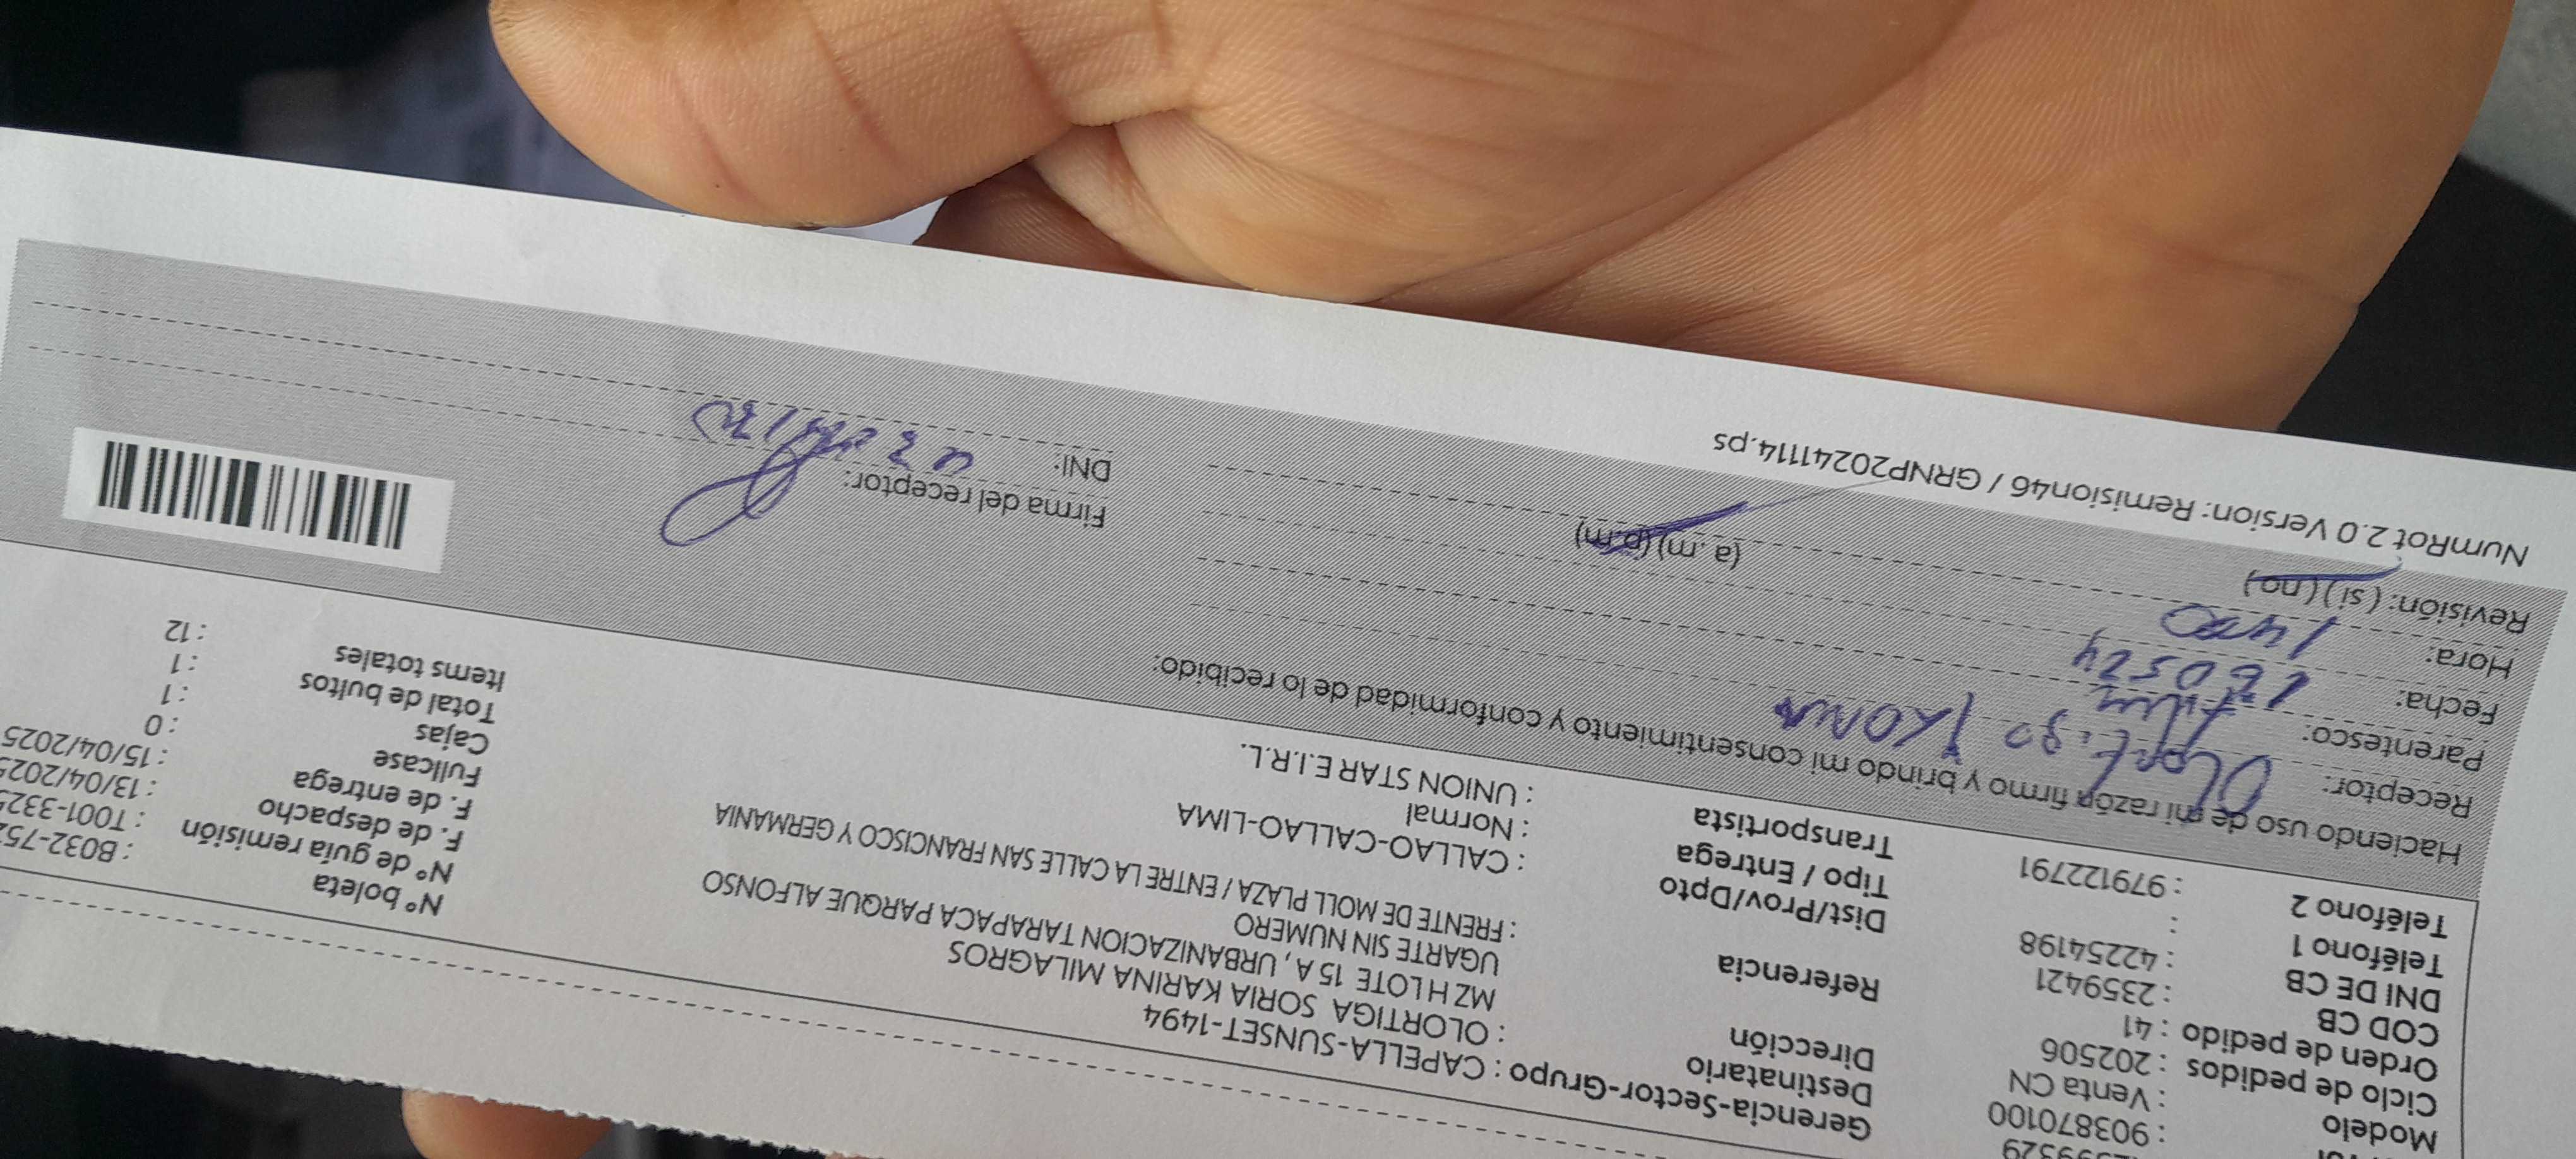 903870100
Modelo : Venta CN
Ciclo de pedidos : 202506
Orden de pedido : 41
COD CB : 2359421
DNI DE CB : 42254198
Teléfono 1 :
Teléfono 2 : 979122791
Gerencia-Sector-Grupo : CAPELLA-SUNSET-1494
Destinatario : OLORTIGA SORIA KARINA MILAGROS
Dirección MZ H LOTE 15 A, URBANIZACION TARAPACA PARQUE ALFONSO
UGARTE SIN NUMERO
Referencia : FRENTE DE MOLL PLAZA / ENTRE LA CALLE SAN FRANCISCO Y GERMANIA
Dist/Prov/Dpto : CALLAO-CALLAO-LIMA
Tipo / Entrega : Normal
Transportista : UNION STAR E.I.R.L.
N° boleta : B032-75
N° de guía remisión : T001-332
F. de despacho : 13/04/2025
F. de entrega : 15/04/2025
Fullcase : 0
Cajas : 1
Total de bultos : 1
Items totales : 12
Haciendo uso de mi razón firmo y brindo mi consentimiento y conformidad de lo recibido:
Receptor:
Parentesco:
Fecha:
Hora: 1400
Revisión: ( si ) ( no )
(a .m) (p.m)
Firma del receptor:
DNI:
NumRot 2.0 Version: Remision46 / GRNP202411114.ps